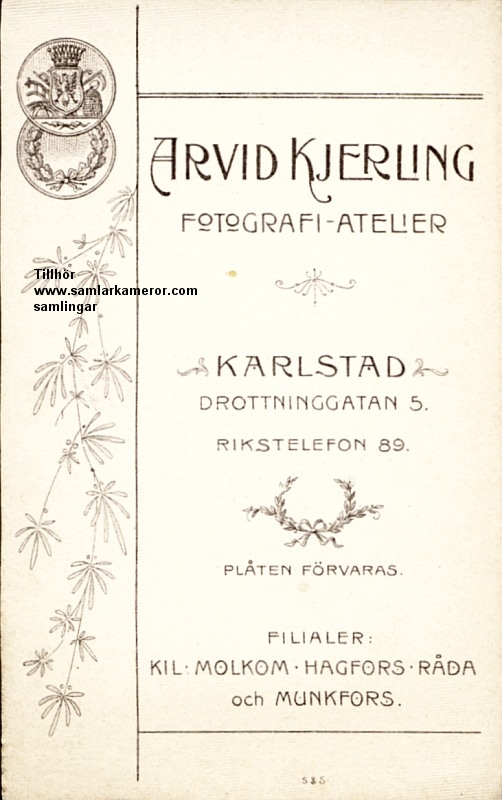 ARVID KJERLING
FOTOGRAFI-ATELIER
Tillhör
www.samlarkameror.com
samlingar
KARLSTAD
DROTTNINGGATAN 5.
RIKSTELEFON 89.
PLÅTEN FÖRVARAS.
FILIALER:
KIL· MOLKOM · HAGFORS · RÅDA
och MUNKFORS.
S&S